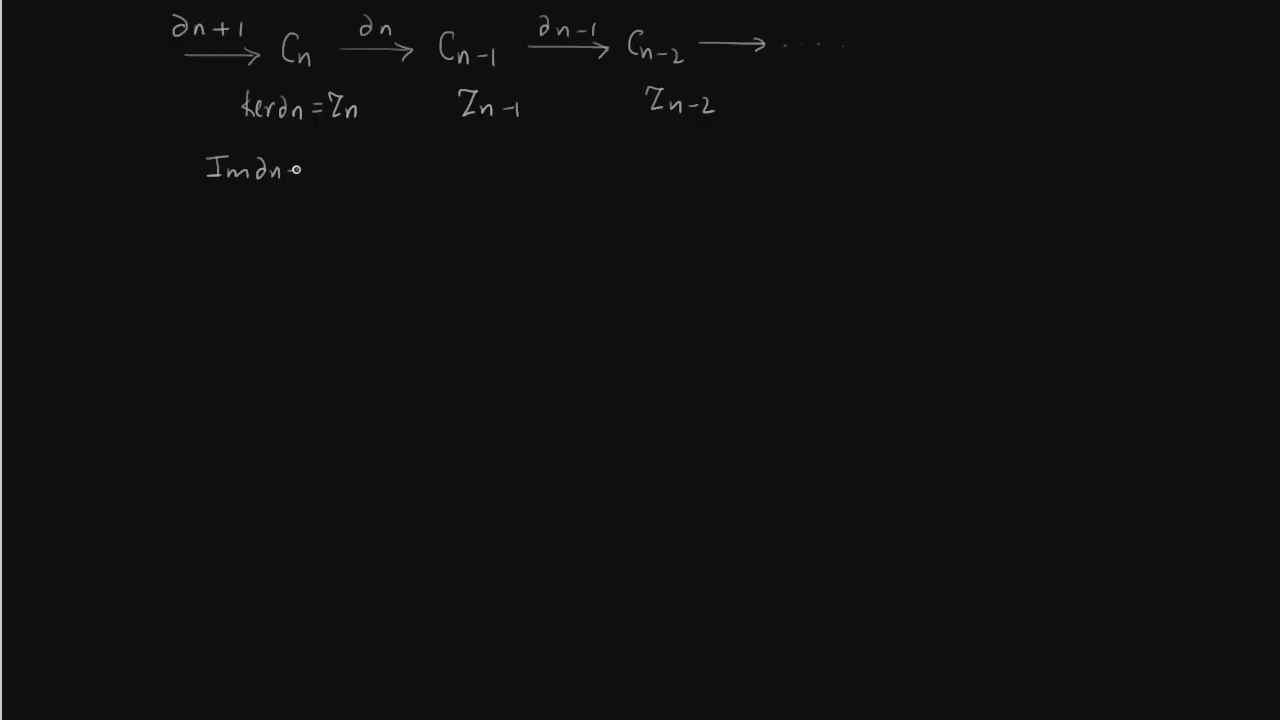 ∂n+1 → Cn ∂n → Cn-1 ∂n-1 → Cn-2 → ....
ker∂n = Zn Zn-1 Zn-2
Im∂n